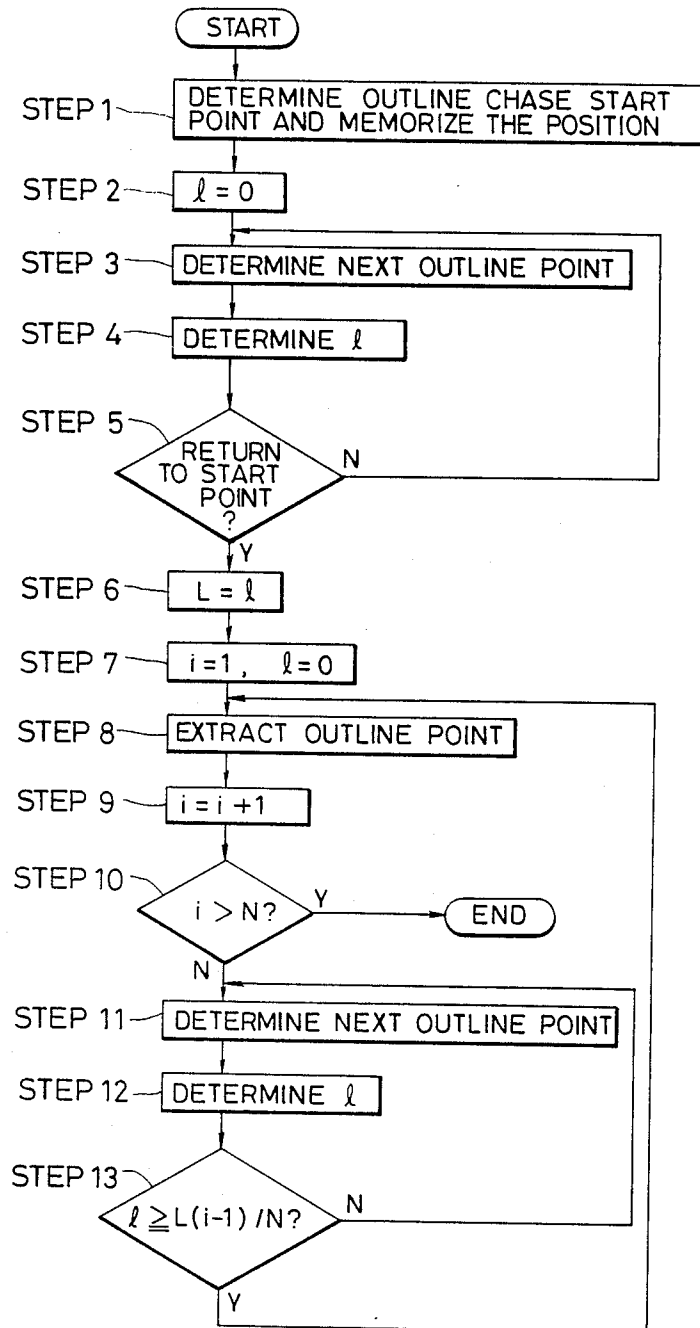 START
STEP 1
DETERMINE OUTLINE CHASE START
POINT AND MEMORIZE THE POSITION
STEP 2
ℓ = 0
STEP 3
DETERMINE NEXT OUTLINE POINT
STEP 4
DETERMINE ℓ
STEP 5
RETURN
TO START
POINT
?
N
Y
STEP 6
L = ℓ
STEP 7
i=1, ℓ=0
STEP 8
EXTRACT OUTLINE POINT
STEP 9
i = i +1
STEP 10
i > N?
Y
END
N
STEP 11
DETERMINE NEXT OUTLINE POINT
STEP 12
DETERMINE ℓ
STEP 13
ℓ ≧ L(i-1)/N?
N
Y